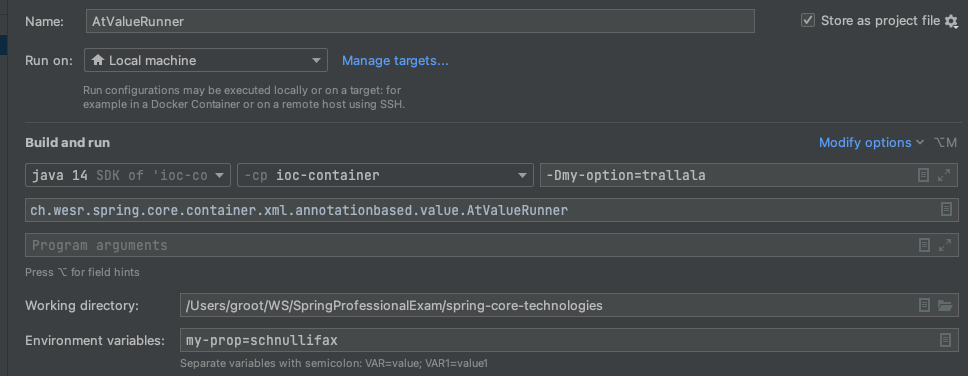 Name: AtValueRunner Store as project file
Run on: Local machine Manage targets...
Run configurations may be executed locally or on a target: for
example in a Docker Container or on a remote host using SSH.
Build and run Modify options ⌥M
java 14 SDK of 'ioc-co -cp ioc-container -Dmy-option=trallala
ch.wesr.spring.core.container.xml.annotationbased.value.AtValueRunner
Program arguments
Press ⌥ for field hints
Working directory: /Users/groot/WS/SpringProfessionalExam/spring-core-technologies
Environment variables: my-prop=schnullifax
Separate variables with semicolon: VAR=value; VAR1=value1